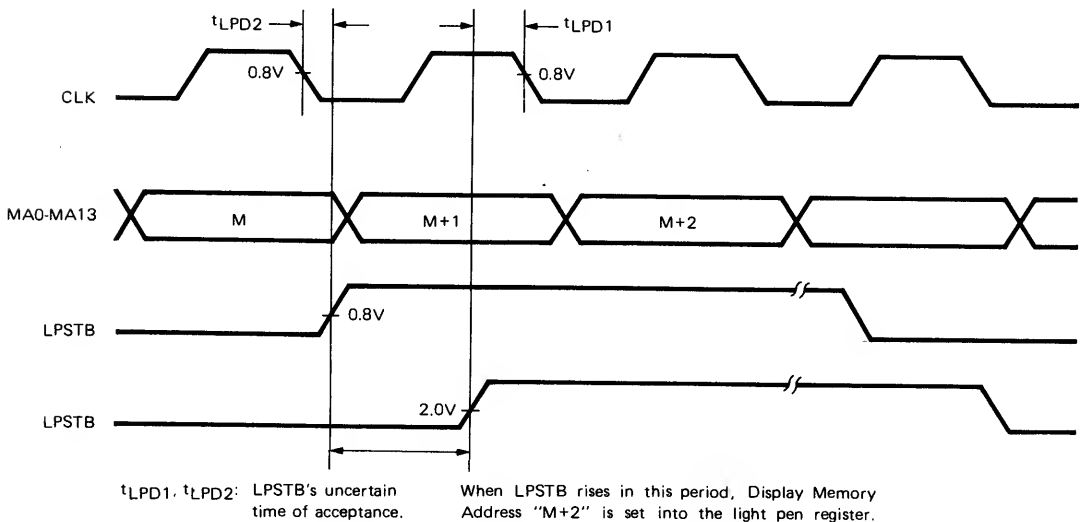 tLPD2
tLPD1
0.8V
0.8V
CLK
MA0-MA13
M
M+1
M+2
LPSTB
0.8V
LPSTB
2.0V
tLPD1, tLPD2: LPSTB's uncertain
time of acceptance.
When LPSTB rises in this period, Display Memory
Address "M+2" is set into the light pen register.